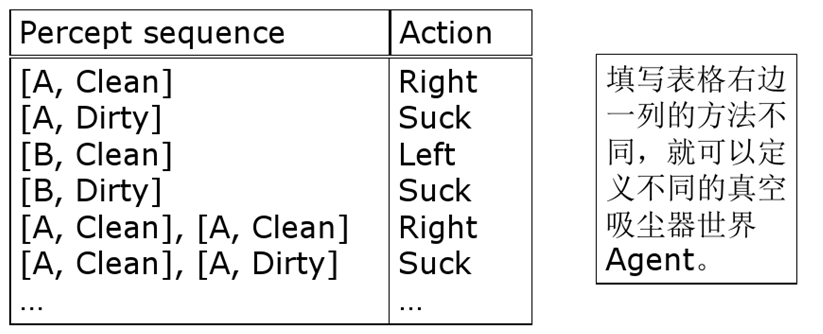 Percept sequence Action
[A, Clean] Right
[A, Dirty] Suck
[B, Clean] Left
[B, Dirty] Suck
[A, Clean], [A, Clean] Right
[A, Clean], [A, Dirty] Suck
... ...
填写表格右边
一列的方法不
同，就可以定
义不同的真空
吸尘器世界
Agent。